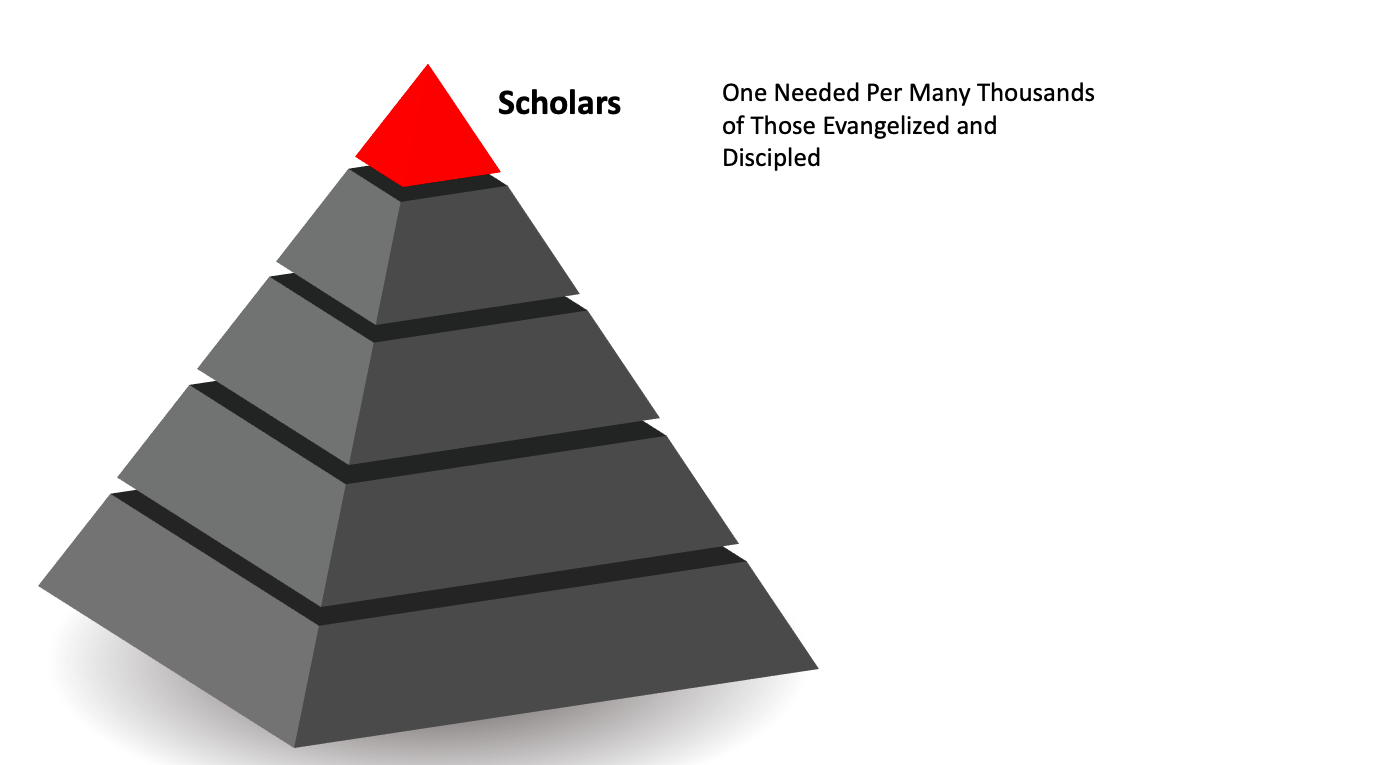 Scholars
One Needed Per Many Thousands
of Those Evangelized and
Discipled